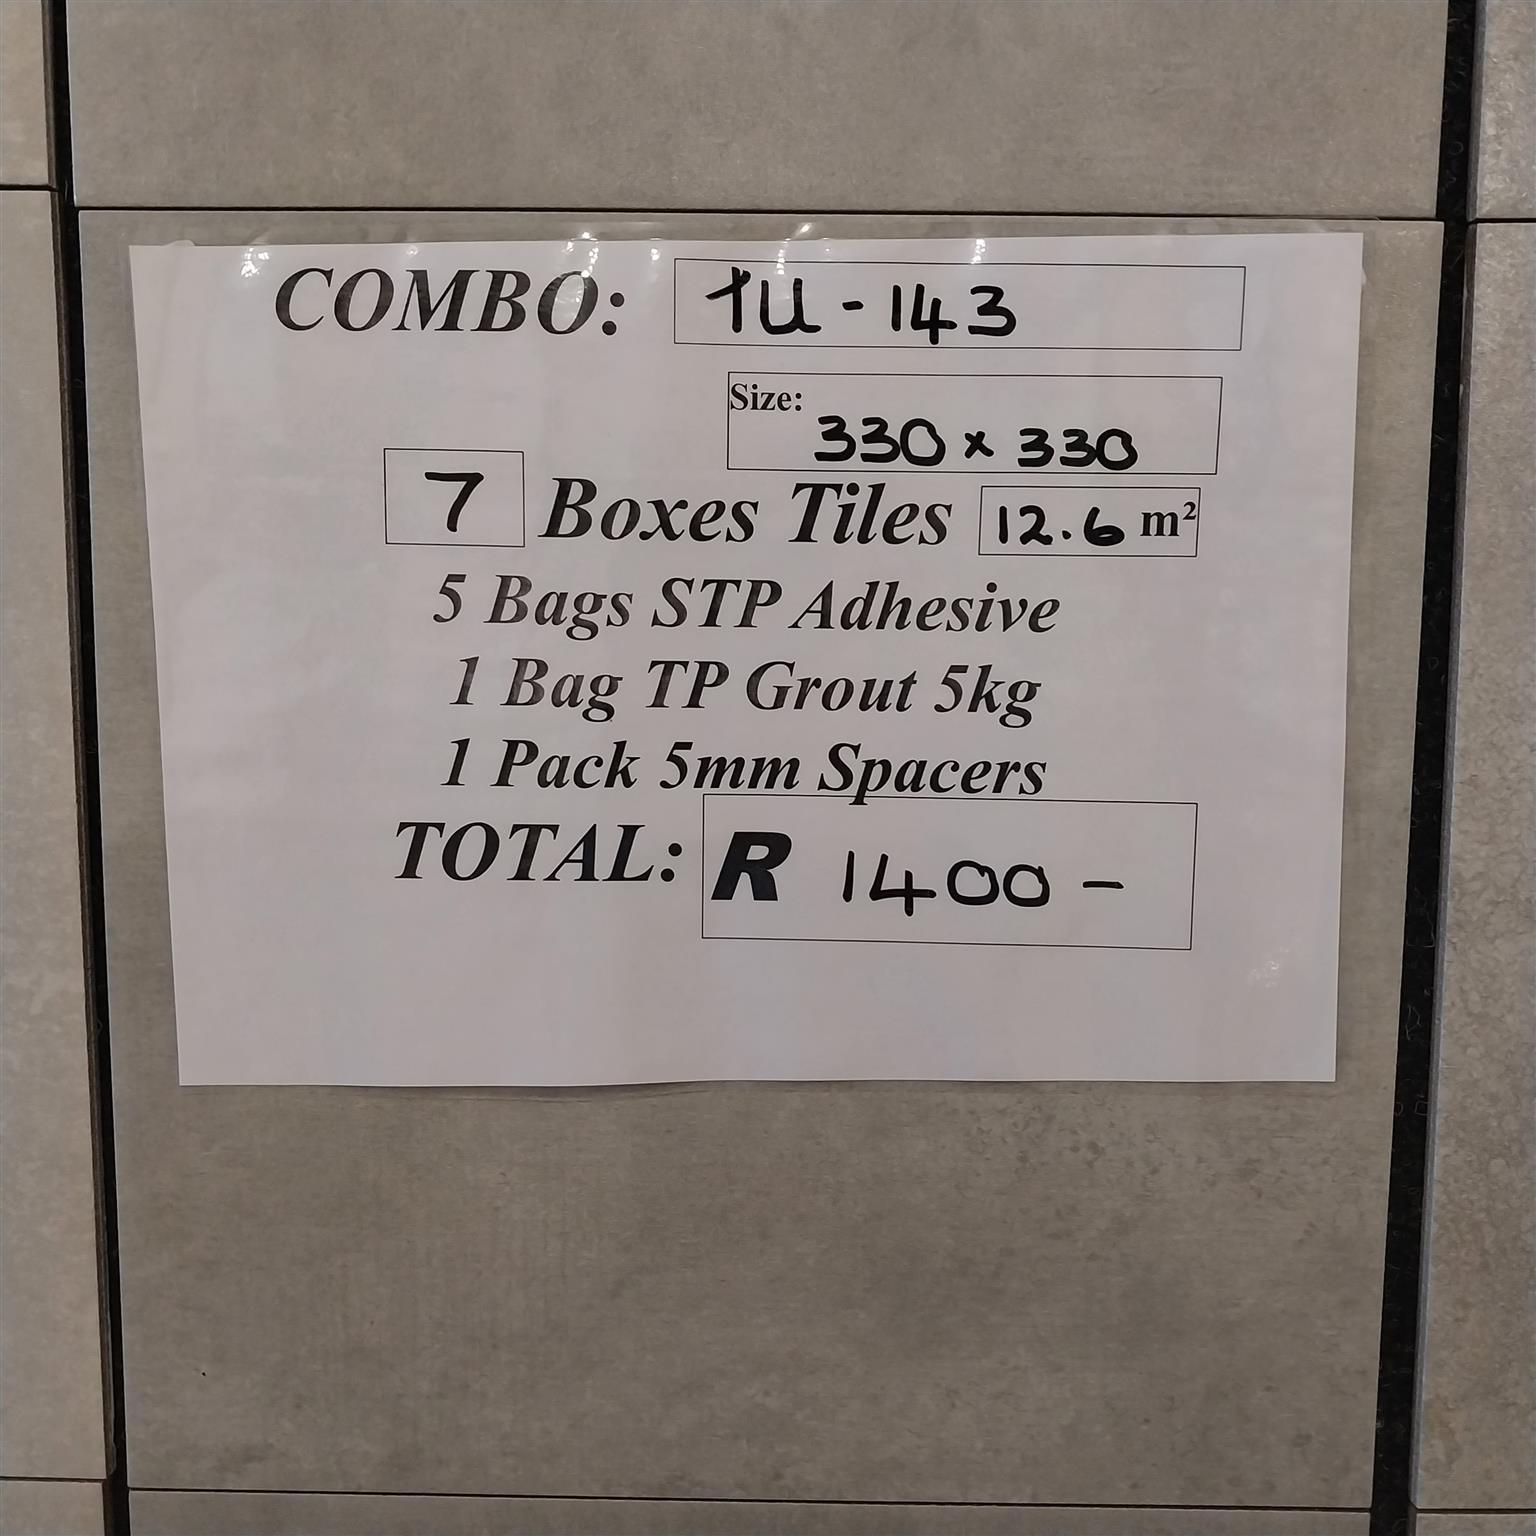 COMBO: TU - 143
Size:
330 x 330
7 Boxes Tiles 12.6 m²
5 Bags STP Adhesive
1 Bag TP Grout 5kg
1 Pack 5mm Spacers
TOTAL: R 1400 -